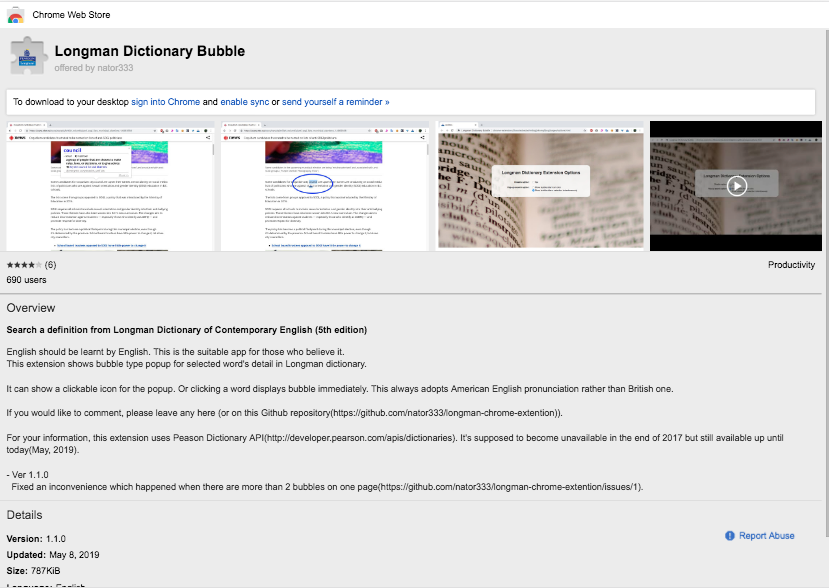 Chrome Web Store
Longman Dictionary Bubble
offered by nator333
To download to your desktop sign into Chrome and enable sync or send yourself a reminder »
council
Longman Dictionary Extension Options
(6)
Productivity
690 users
Overview
Search a definition from Longman Dictionary of Contemporary English (5th edition)
English should be learnt by English. This is the suitable app for those who believe it.
This extension shows bubble type popup for selected word's detail in Longman dictionary.
It can show a clickable icon for the popup. Or clicking a word displays bubble immediately. This always adopts American English pronunciation rather than British one.
If you would like to comment, please leave any here (or on this Github repository(https://github.com/nator333/longman-chrome-extention)).
For your information, this extension uses Peason Dictionary API(http://developer.pearson.com/apis/dictionaries). It's supposed to become unavailable in the end of 2017 but still available up until
today(May, 2019).
- Ver 1.1.0
Fixed an inconvenience which happened when there are more than 2 bubbles on one page(https://github.com/nator333/longman-chrome-extention/issues/1).
Details
Version: 1.1.0
Report Abuse
Updated: May 8, 2019
Size: 787KiB
Language: English